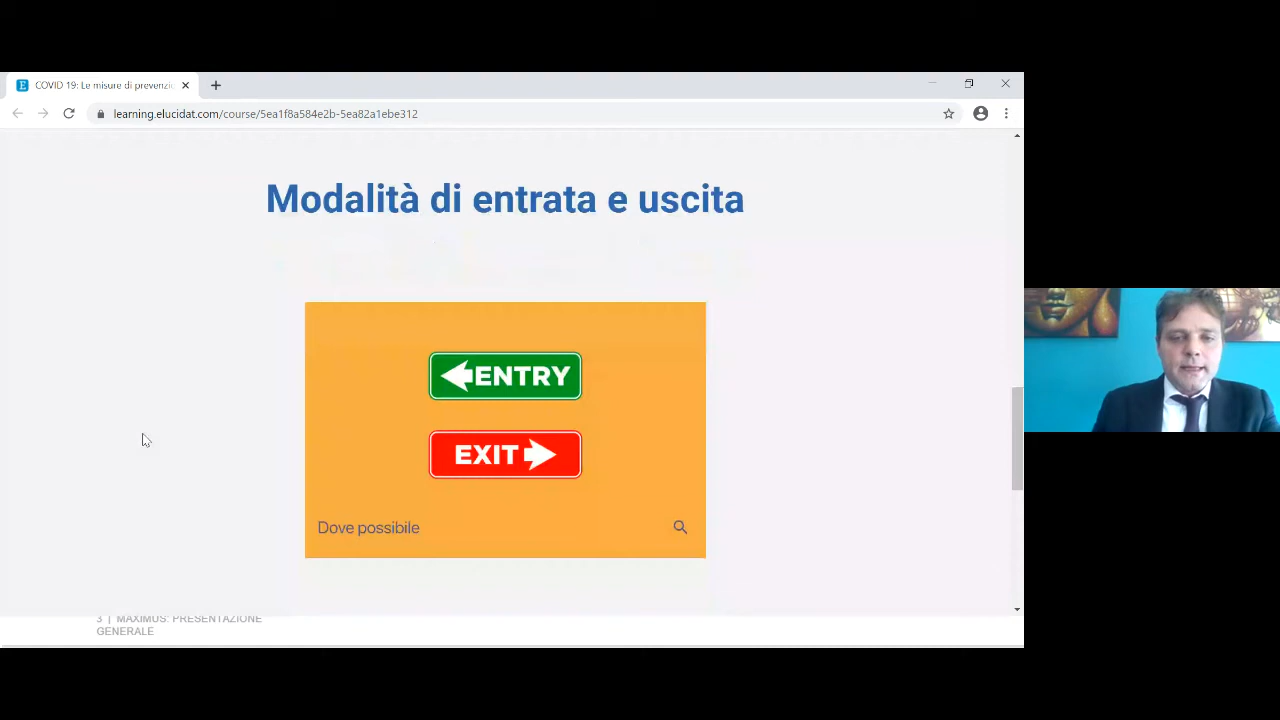 COVID 19: Le misure di prevenzi
learning.elucidat.com/course/5ea1f8a584e2b-5ea82a1ebe312
Modalità di entrata e uscita
ENTRY
EXIT
Dove possibile
3 | MAXIMUS: PRESENTAZIONE
GENERALE